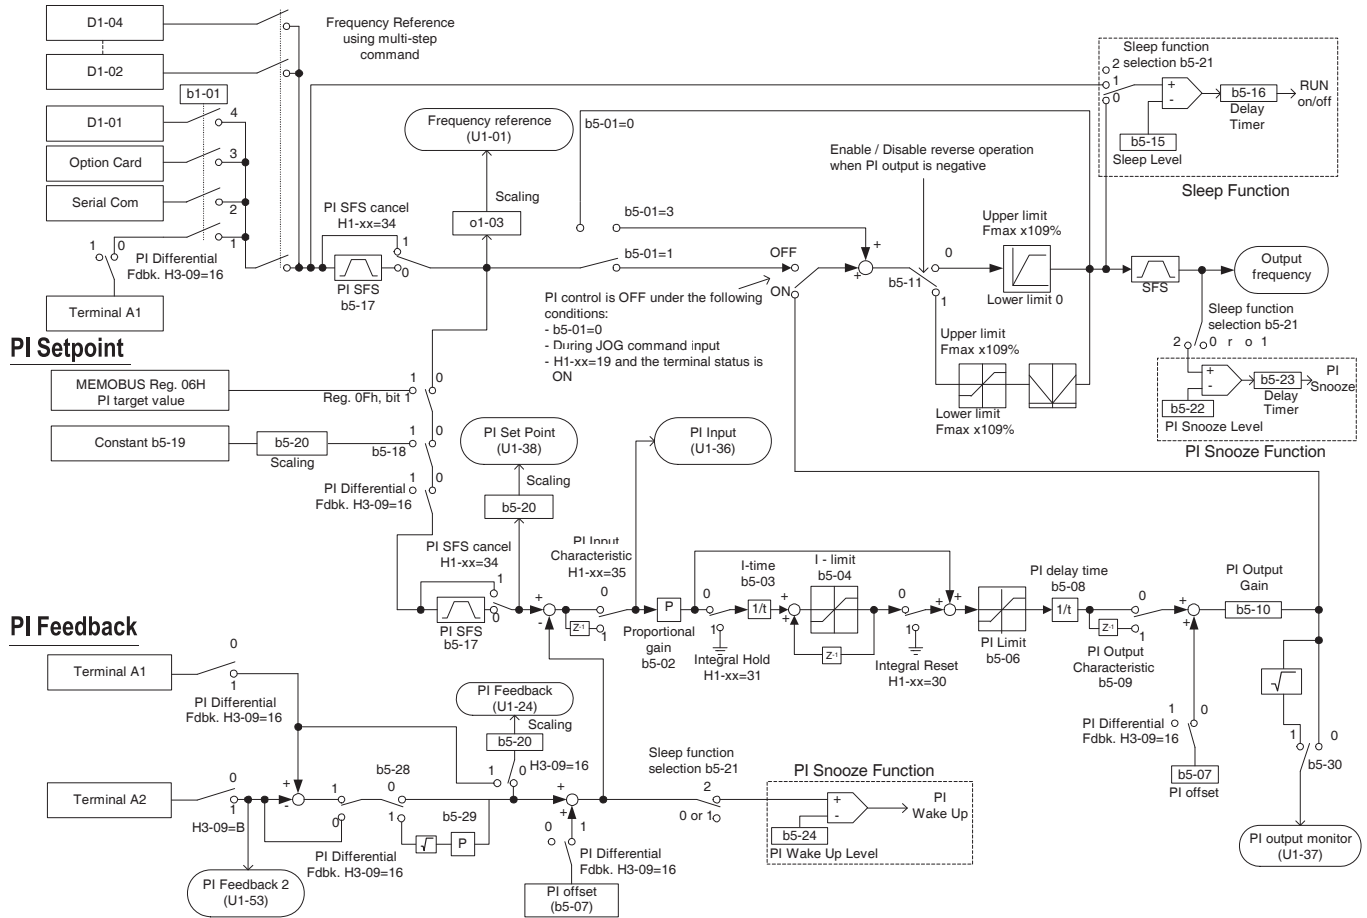 D1-04
Frequency Reference
using multi-step
command
D1-02
b1-01
D1-01
4
Option Card
3
Serial Com
2
1
1
0
PI Differential
Fdbk. H3-09=16
Terminal A1
PI SFS cancel
H1-xx=34
1
0
PI SFS
b5-17
Frequency reference
(U1-01)
Scaling
o1-03
b5-01=0
b5-01=3
b5-01=1
OFF
ON
PI control is OFF under the following
conditions:
- b5-01=0
- During JOG command input
- H1-xx=19 and the terminal status is
ON
Enable / Disable reverse operation
when PI output is negative
+
+
b5-11
0
1
Upper limit
Fmax x109%
Lower limit 0
Upper limit
Fmax x109%
Lower limit
Fmax x109%
Sleep function
selection b5-21
2
1
0
+
-
b5-16
Delay
Timer
RUN
on/off
b5-15
Sleep Level
Sleep Function
SFS
Output
frequency
Sleep function
selection b5-21
2
0 r o 1
+
-
b5-23
Delay
Timer
PI
Snooze
b5-22
PI Snooze Level
PI Snooze Function
PI Setpoint
MEMOBUS Reg. 06H
PI target value
1
0
Reg. 0Fh, bit 1
Constant b5-19
b5-20
Scaling
1
0
b5-18
PI Differential
Fdbk. H3-09=16
1
0
PI Set Point
(U1-38)
Scaling
b5-20
PI Input
(U1-36)
PI SFS cancel
H1-xx=34
1
0
PI SFS
b5-17
+
-
PI Input
Characteristic
H1-xx=35
0
Z-1
1
P
Proportional
gain
b5-02
0
1
Integral Hold
H1-xx=31
I-time
b5-03
1/t
+
+
I - limit
b5-04
Z-1
0
1
Integral Reset
H1-xx=30
+
+
PI Limit
b5-06
PI delay time
b5-08
1/t
Z-1
0
1
PI Output
Characteristic
b5-09
+
+
PI Output
Gain
b5-10
PI Differential
Fdbk. H3-09=16
1
0
b5-07
PI offset
√
1
0
b5-30
PI output monitor
(U1-37)
PI Feedback
Terminal A1
0
1
PI Differential
Fdbk. H3-09=16
Terminal A2
0
1
H3-09=B
PI Feedback 2
(U1-53)
+
-
1
0
PI Differential
Fdbk. H3-09=16
b5-28
0
1
b5-29
√
P
PI Feedback
(U1-24)
Scaling
b5-20
1
0
H3-09=16
+
+
0
1
PI Differential
Fdbk. H3-09=16
PI offset
(b5-07)
Sleep function
selection b5-21
2
0 or 1
PI Snooze Function
+
-
PI
Wake Up
b5-24
PI Wake Up Level